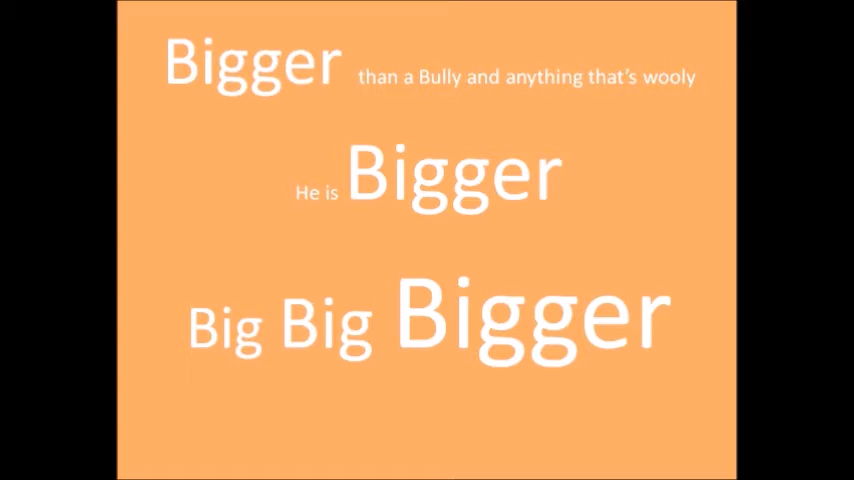 Bigger than a Bully and anything that’s wooly
He is Bigger
Big Big Bigger